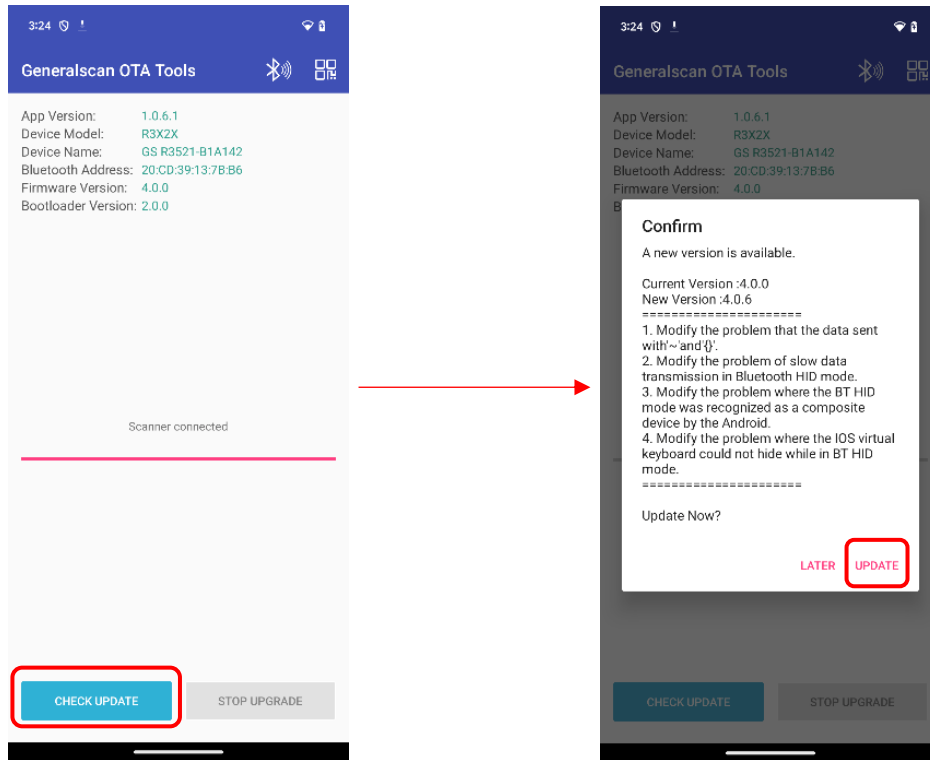 3:24
Generalscan OTA Tools
App Version: 1.0.6.1
Device Model: R3X2X
Device Name: GS R3521-B1A142
Bluetooth Address: 20:CD:39:13:7B:B6
Firmware Version: 4.0.0
Bootloader Version: 2.0.0
Scanner connected
CHECK UPDATE
STOP UPGRADE
3:24
Generalscan OTA Tools
App Version: 1.0.6.1
Device Model: R3X2X
Device Name: GS R3521-B1A142
Bluetooth Address: 20:CD:39:13:7B:B6
Firmware Version: 4.0.0
B
Confirm
A new version is available.
Current Version :4.0.0
New Version :4.0.6
======================
1. Modify the problem that the data sent
with'~'and'{}'.
2. Modify the problem of slow data
transmission in Bluetooth HID mode.
3. Modify the problem where the BT HID
mode was recognized as a composite
device by the Android.
4. Modify the problem where the IOS virtual
keyboard could not hide while in BT HID
mode.
======================
Update Now?
LATER
UPDATE
CHECK UPDATE
STOP UPGRADE